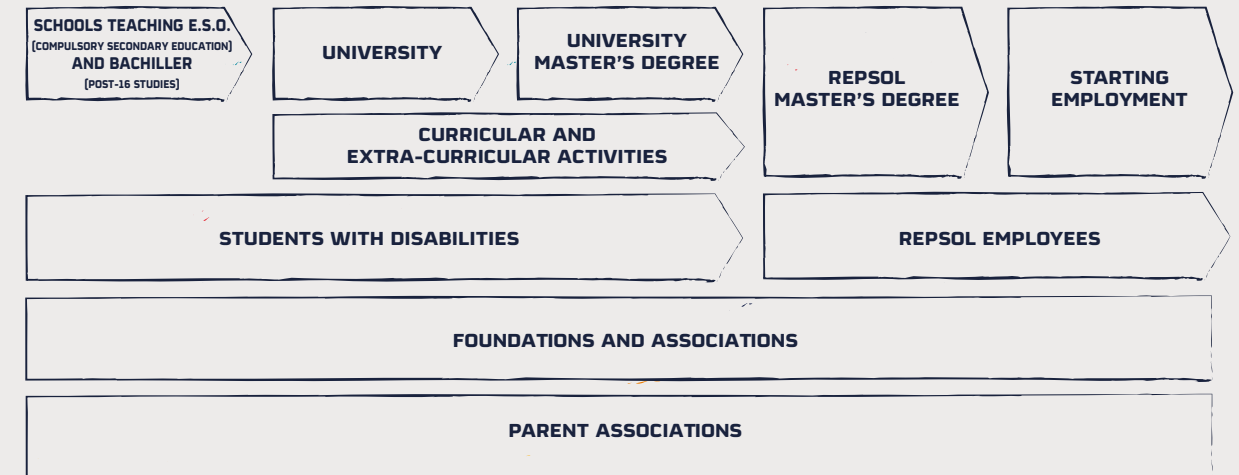 SCHOOLS TEACHING E.S.O.
(COMPULSORY SECONDARY EDUCATION)
AND BACHILLER
(POST-16 STUDIES)
UNIVERSITY
UNIVERSITY
MASTER'S DEGREE
REPSOL
MASTER'S DEGREE
STARTING
EMPLOYMENT
CURRICULAR AND
EXTRA-CURRICULAR ACTIVITIES
STUDENTS WITH DISABILITIES
REPSOL EMPLOYEES
FOUNDATIONS AND ASSOCIATIONS
PARENT ASSOCIATIONS